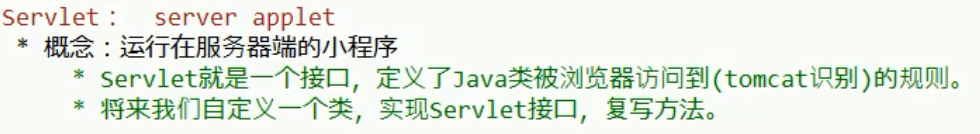 Servlet： server applet
* 概念：运行在服务器端的小程序
* Servlet就是一个接口，定义了Java类被浏览器访问到(tomcat识别)的规则。
* 将来我们自定义一个类，实现Servlet接口，复写方法。